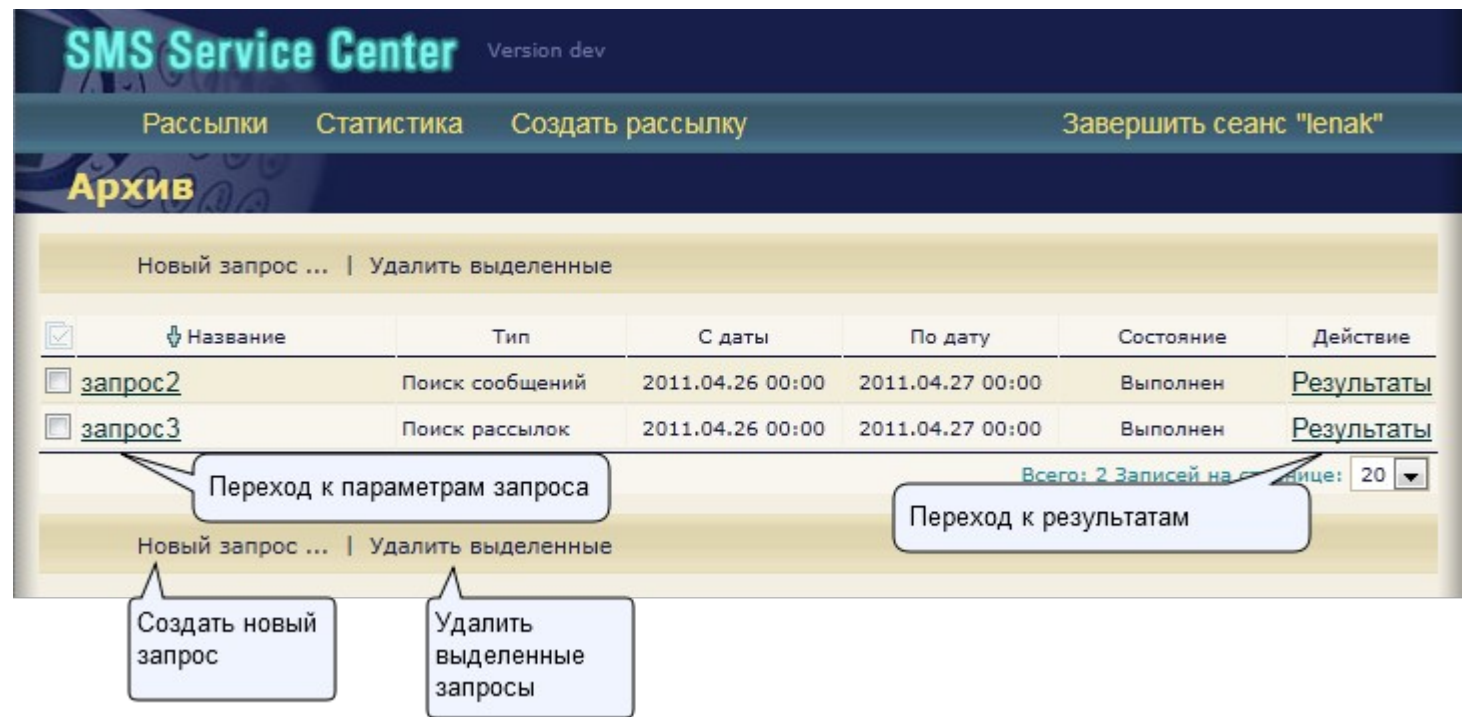 SMS Service Center Version dev
Рассылки Статистика Создать рассылку Завершить сеанс "lenak"
Архив
Новый запрос ... | Удалить выделенные
Название Тип С даты По дату Состояние Действие
запрос2 Поиск сообщений 2011.04.26 00:00 2011.04.27 00:00 Выполнен Результаты
запрос3 Поиск рассылок 2011.04.26 00:00 2011.04.27 00:00 Выполнен Результаты
Всего: 2 Записей на 20
Переход к параметрам запроса
Переход к результатам
Новый запрос ... | Удалить выделенные
Создать новый
запрос
Удалить
выделенные
запросы